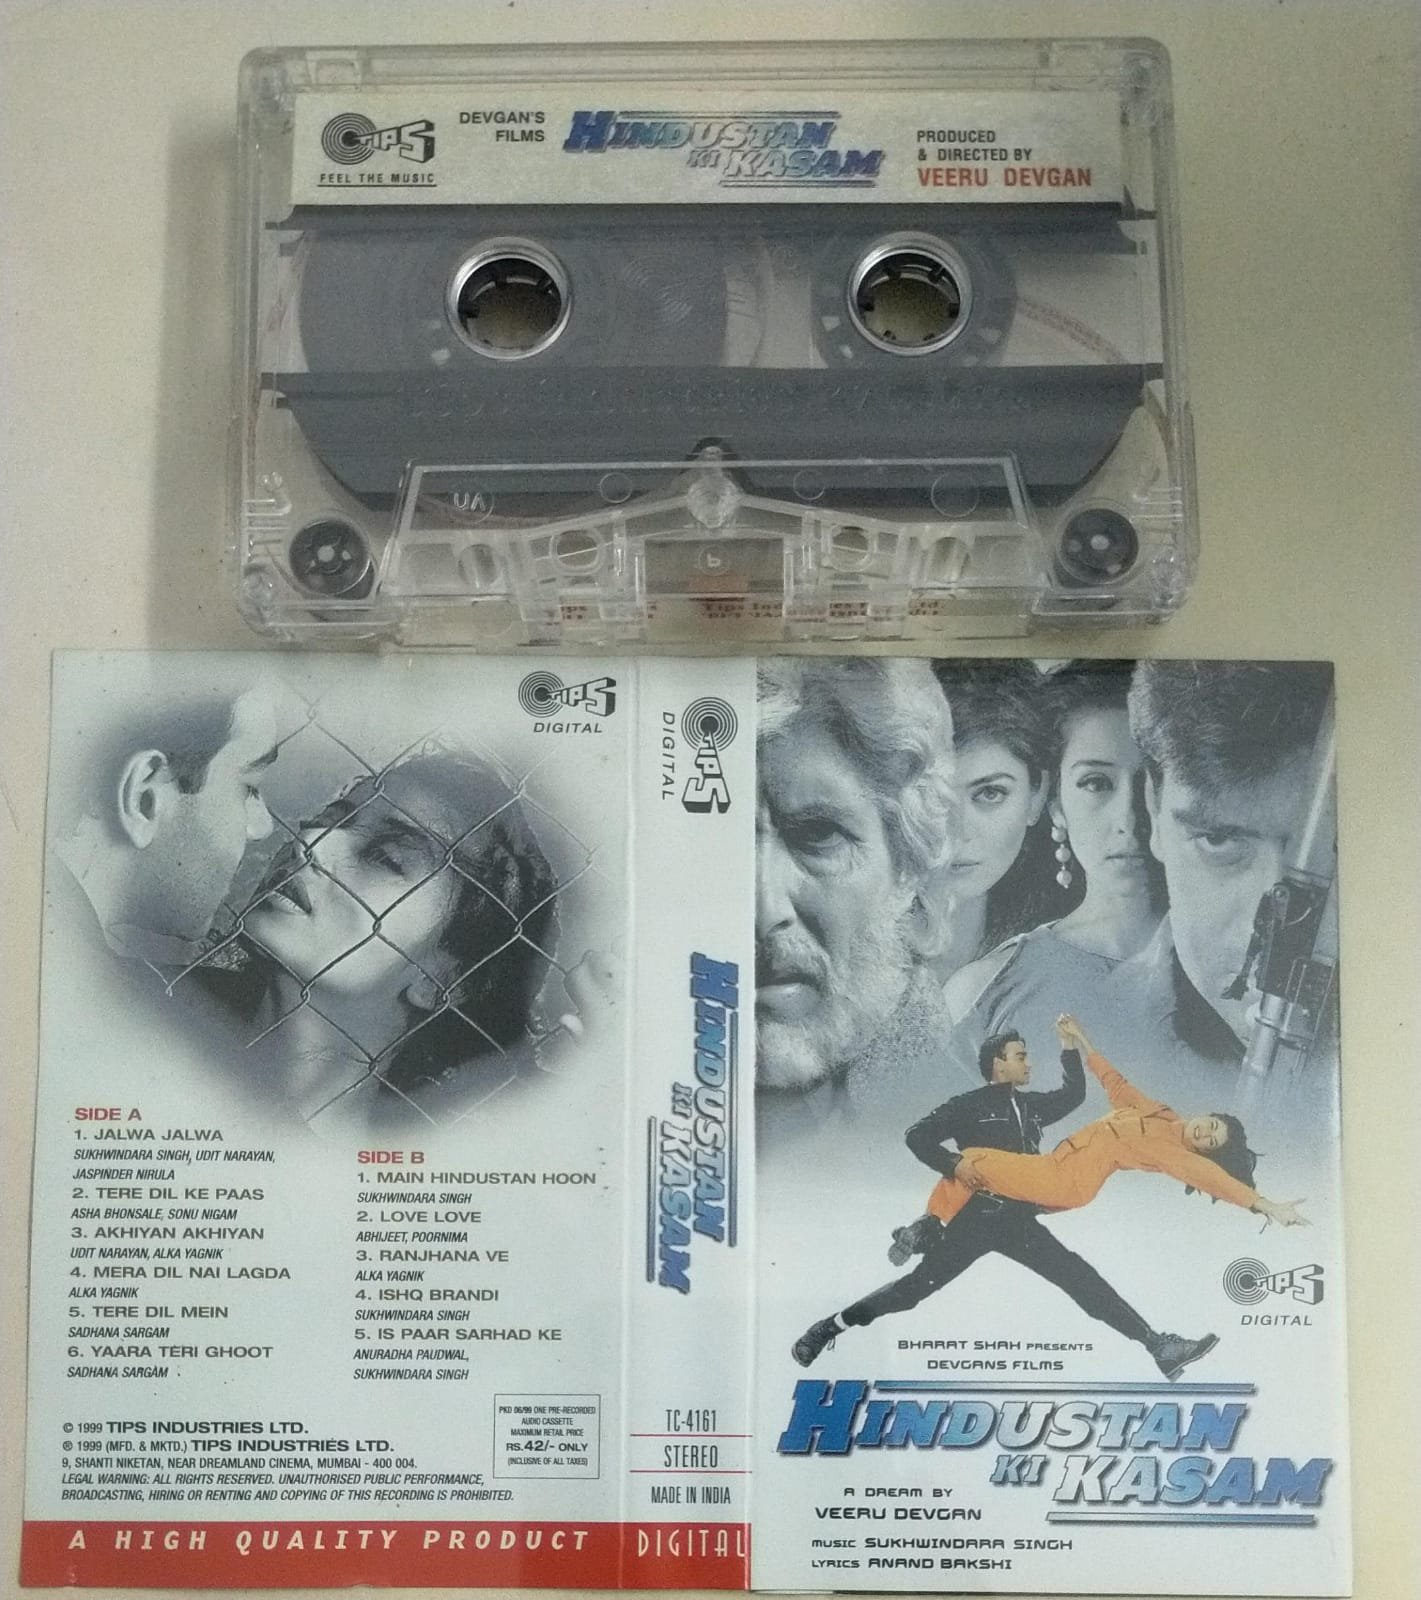 TIPS
FEEL THE MUSIC
DEVGAN'S
FILMS
HINDUSTAN
KI KASAM
PRODUCED
& DIRECTED BY
VEERU DEVGAN
TIPS
DIGITAL
SIDE A
1. JALWA JALWA
SUKHWINDARA SINGH, UDIT NARAYAN,
JASPINDER NIRULA
2. TERE DIL KE PAAS
ASHA BHONSALE, SONU NIGAM
3. AKHIYAN AKHIYAN
UDIT NARAYAN, ALKA YAGNIK
4. MERA DIL NAI LAGDA
ALKA YAGNIK
5. TERE DIL MEIN
SADHANA SARGAM
6. YAARA TERI GHOOT
SADHANA SARGAM
SIDE B
1. MAIN HINDUSTAN HOON
SUKHWINDARA SINGH
2. LOVE LOVE
ABHIJEET, POORNIMA
3. RANJHANA VE
ALKA YAGNIK
4. ISHQ BRANDI
SUKHWINDARA SINGH
5. IS PAAR SARHAD KE
ANURADHA PAUDWAL,
SUKHWINDARA SINGH
PKD 06/99 ONE PRE-RECORDED
AUDIO CASSETTE
MAXIMUM RETAIL PRICE
RS.42/- ONLY
(INCLUSIVE OF ALL TAXES)
© 1999 TIPS INDUSTRIES LTD.
℗ 1999 (MFD. & MKTD.) TIPS INDUSTRIES LTD.
9, SHANTI NIKETAN, NEAR DREAMLAND CINEMA, MUMBAI - 400 004.
LEGAL WARNING: ALL RIGHTS RESERVED. UNAUTHORISED PUBLIC PERFORMANCE,
BROADCASTING, HIRING OR RENTING AND COPYING OF THIS RECORDING IS PROHIBITED.
A HIGH QUALITY PRODUCT
TIPS
DIGITAL
HINDUSTAN
KI KASAM
TC-4161
STEREO
MADE IN INDIA
DIGITAL
TIPS
DIGITAL
BHARAT SHAH PRESENTS
DEVGANS FILMS
HINDUSTAN
KI KASAM
A DREAM BY
VEERU DEVGAN
MUSIC SUKHWINDARA SINGH
LYRICS ANAND BAKSHI